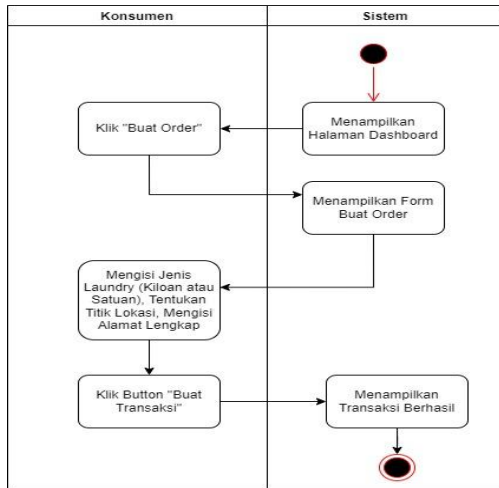 Konsumen
Sistem
Menampilkan
Halaman Dashboard
Klik "Buat Order"
Menampilkan Form
Buat Order
Mengisi Jenis
Laundry (Kiloan atau
Satuan), Tentukan
Titik Lokasi, Mengisi
Alamat Lengkap
Klik Button "Buat
Transaksi"
Menampilkan
Transaksi Berhasil